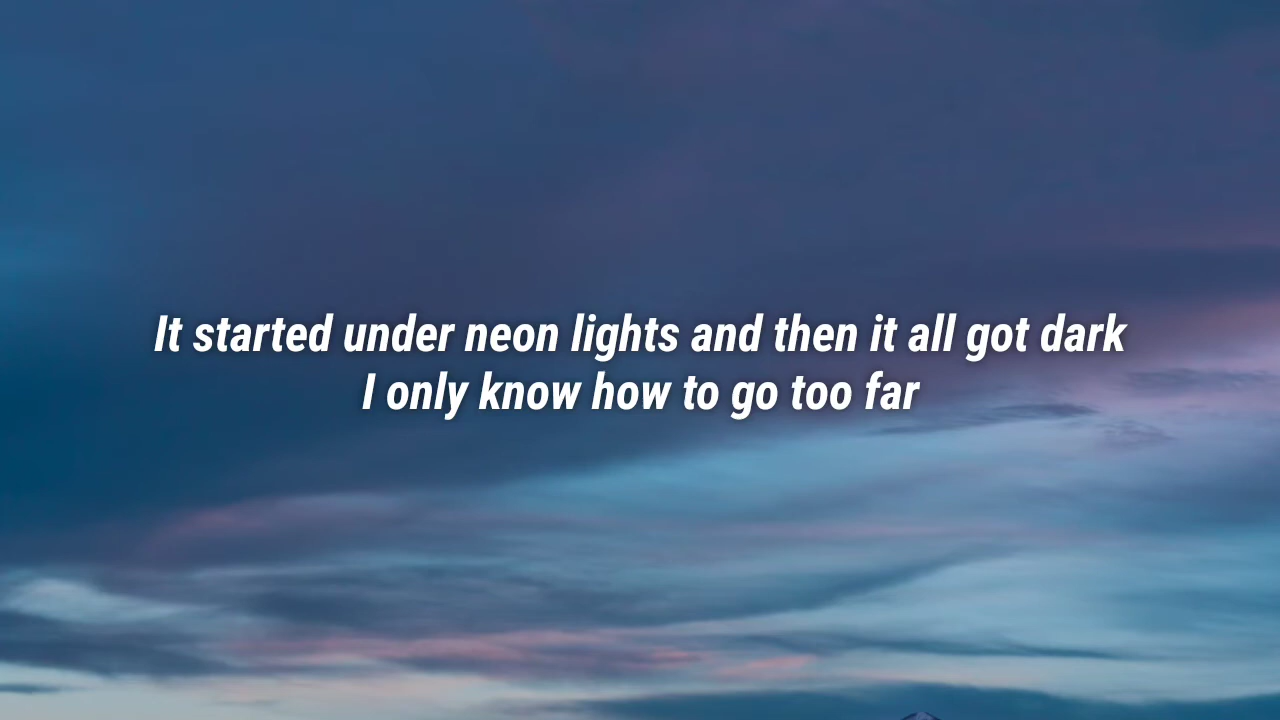 It started under neon lights and then it all got dark
I only know how to go too far